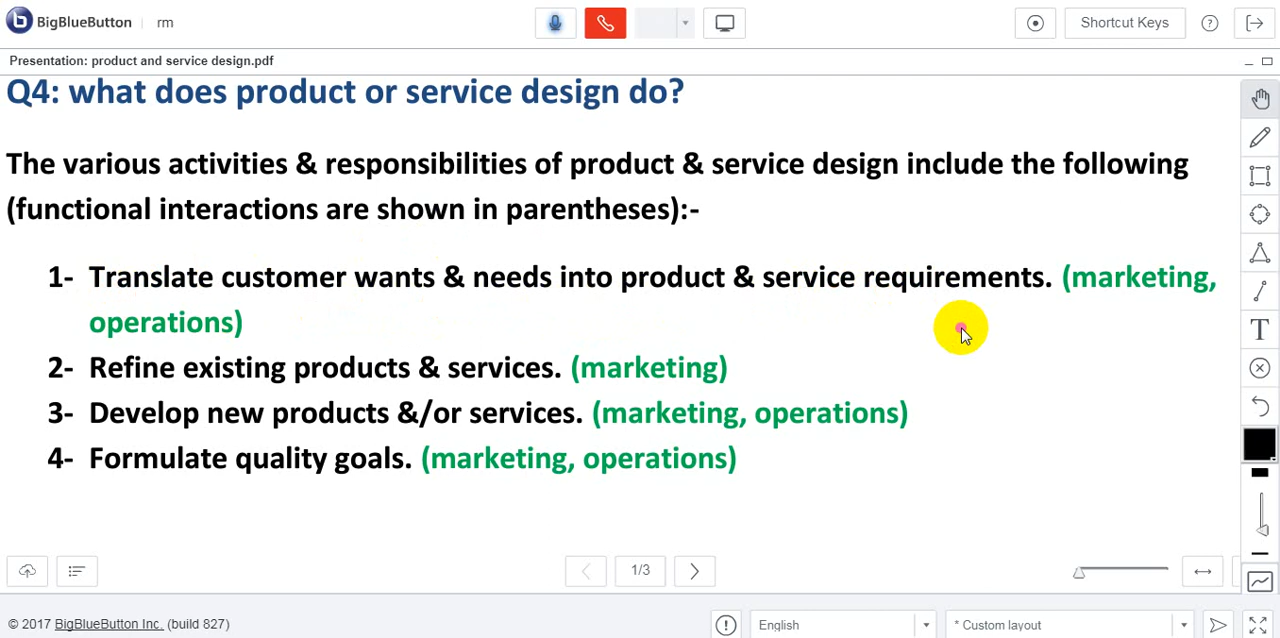 BigBlueButton rm
Shortcut Keys
Presentation: product and service design.pdf
Q4: what does product or service design do?
The various activities & responsibilities of product & service design include the following
(functional interactions are shown in parentheses):-
1- Translate customer wants & needs into product & service requirements. (marketing,
operations)
2- Refine existing products & services. (marketing)
3- Develop new products &/or services. (marketing, operations)
4- Formulate quality goals. (marketing, operations)
T
1/3
© 2017 BigBlueButton Inc. (build 827)
English
* Custom layout